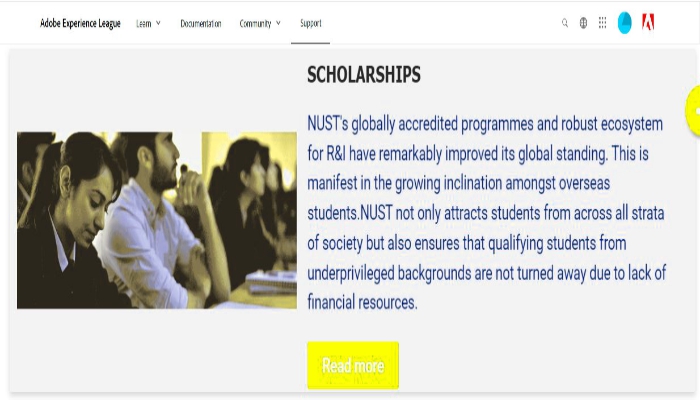 Adobe Experience League Learn Documentation Community Support
SCHOLARSHIPS
NUST's globally accredited programmes and robust ecosystem
for R&I have remarkably improved its global standing. This is
manifest in the growing inclination amongst overseas
students.NUST not only attracts students from across all strata
of society but also ensures that qualifying students from
underprivileged backgrounds are not turned away due to lack of
financial resources.
Read more